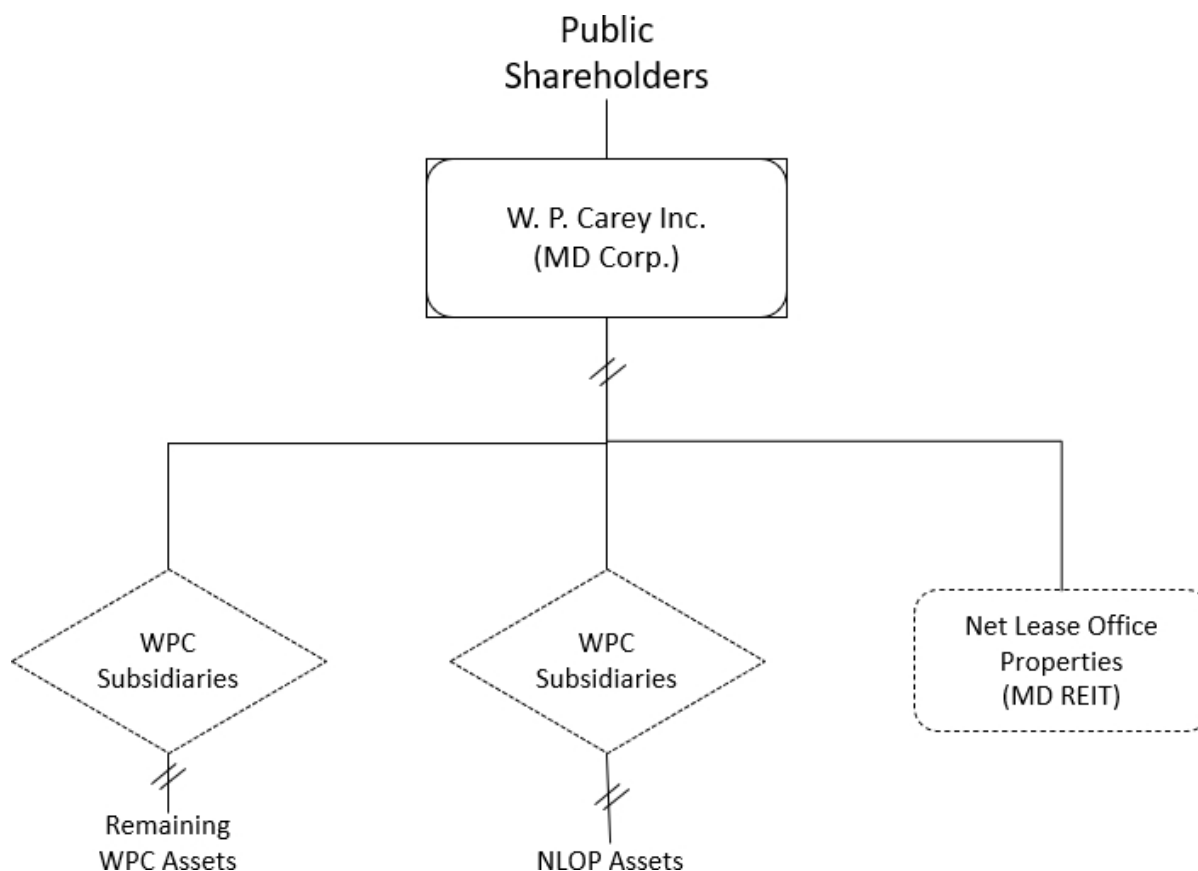 Public
Shareholders
W. P. Carey Inc.
(MD Corp.)
WPC
Subsidiaries
WPC
Subsidiaries
Net Lease Office
Properties
(MD REIT)
Remaining
WPC Assets
NLOP Assets